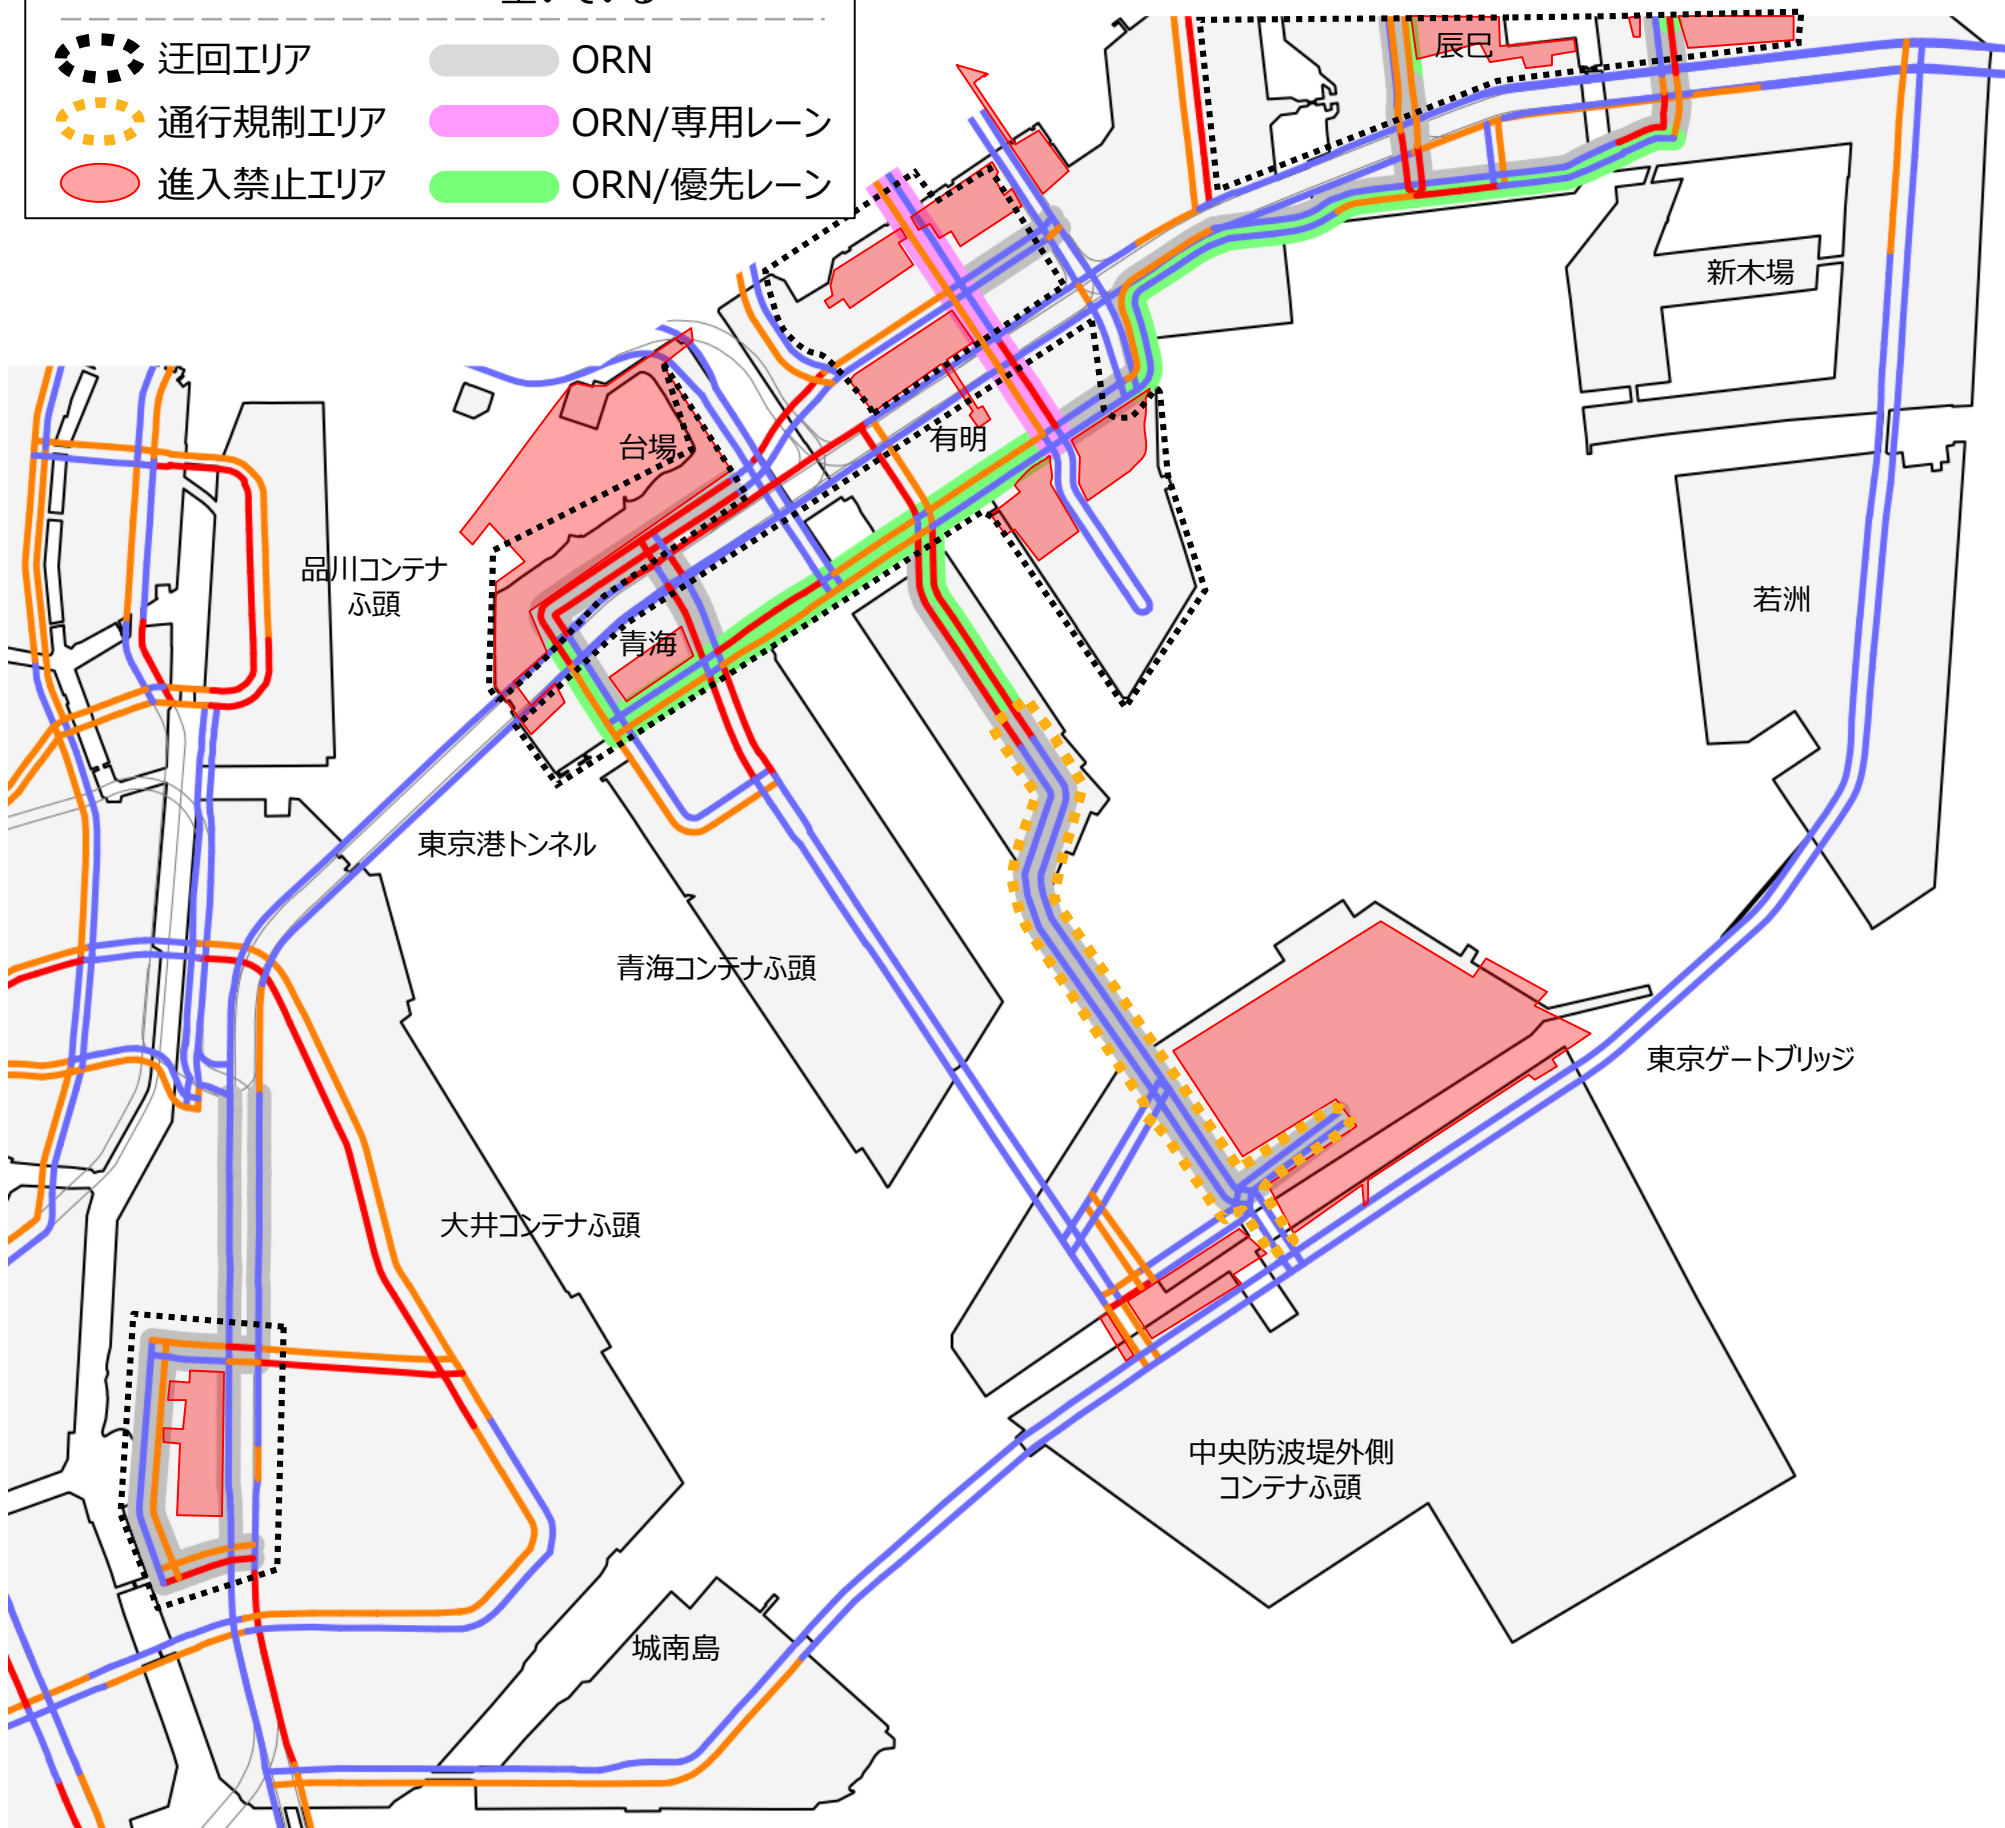 空いている
迂回エリア
ORN
通行規制エリア
ORN/専用レーン
進入禁止エリア
ORN/優先レーン
辰巳
新木場
有明
台場
品川コンテナ
ふ頭
若洲
青海
東京港トンネル
青海コンテナふ頭
東京ゲートブリッジ
大井コンテナふ頭
中央防波堤外側
コンテナふ頭
城南島